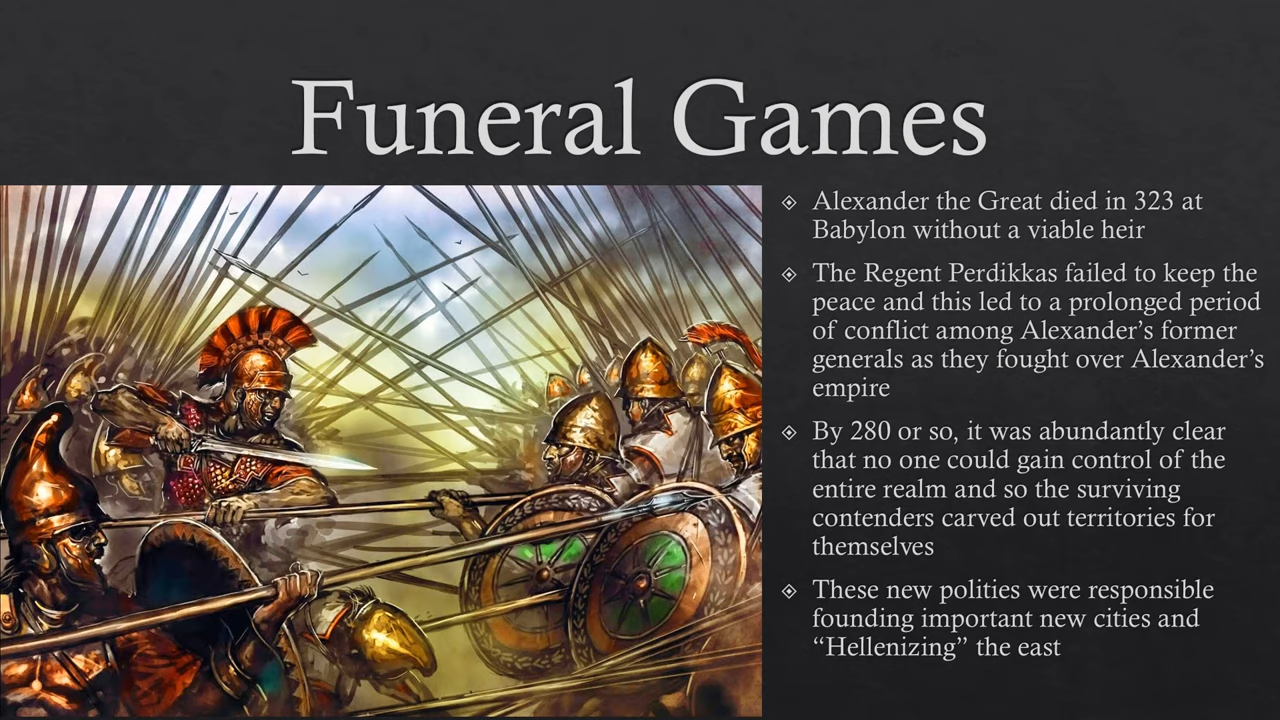 Funeral Games
Alexander the Great died in 323 at
Babylon without a viable heir
The Regent Perdikkas failed to keep the
peace and this led to a prolonged period
of conflict among Alexander’s former
generals as they fought over Alexander’s
empire
By 280 or so, it was abundantly clear
that no one could gain control of the
entire realm and so the surviving
contenders carved out territories for
themselves
These new polities were responsible
founding important new cities and
“Hellenizing” the east